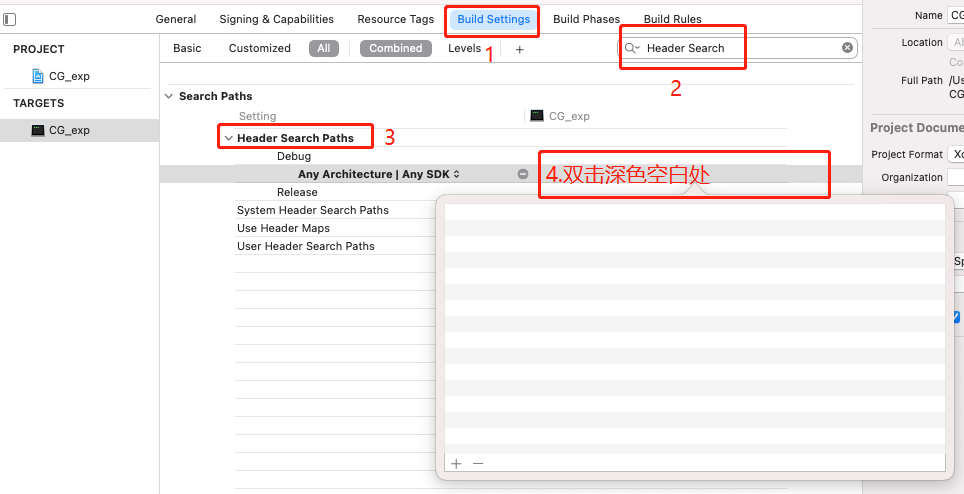 General Signing & Capabilities Resource Tags Build Settings Build Phases Build Rules
PROJECT
CG_exp
TARGETS
CG_exp
Basic Customized All Combined Levels +
1
Header Search
2
Search Paths
Setting CG_exp
Header Search Paths
3
Debug
Any Architecture | Any SDK
4.双击深色空白处
Release
System Header Search Paths
Use Header Maps
User Header Search Paths
+ −
Name CG
Location Ab
Co
Full Path /Us
CG
Project Docume
Project Format Xc
Organization
Sp